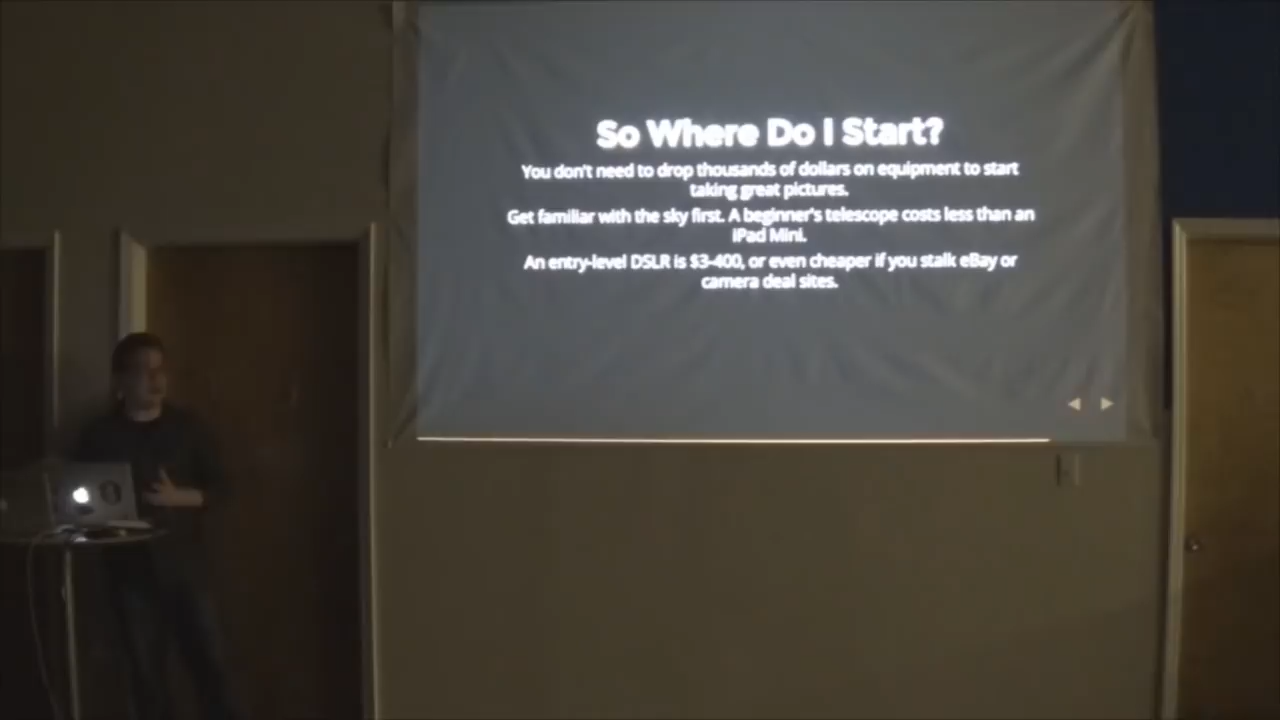 So Where Do I Start?
You don't need to drop thousands of dollars on equipment to start
taking great pictures.
Get familiar with the sky first. A beginner's telescope costs less than an
iPad Mini.
An entry-level DSLR is $3-400, or even cheaper if you stalk eBay or
camera deal sites.